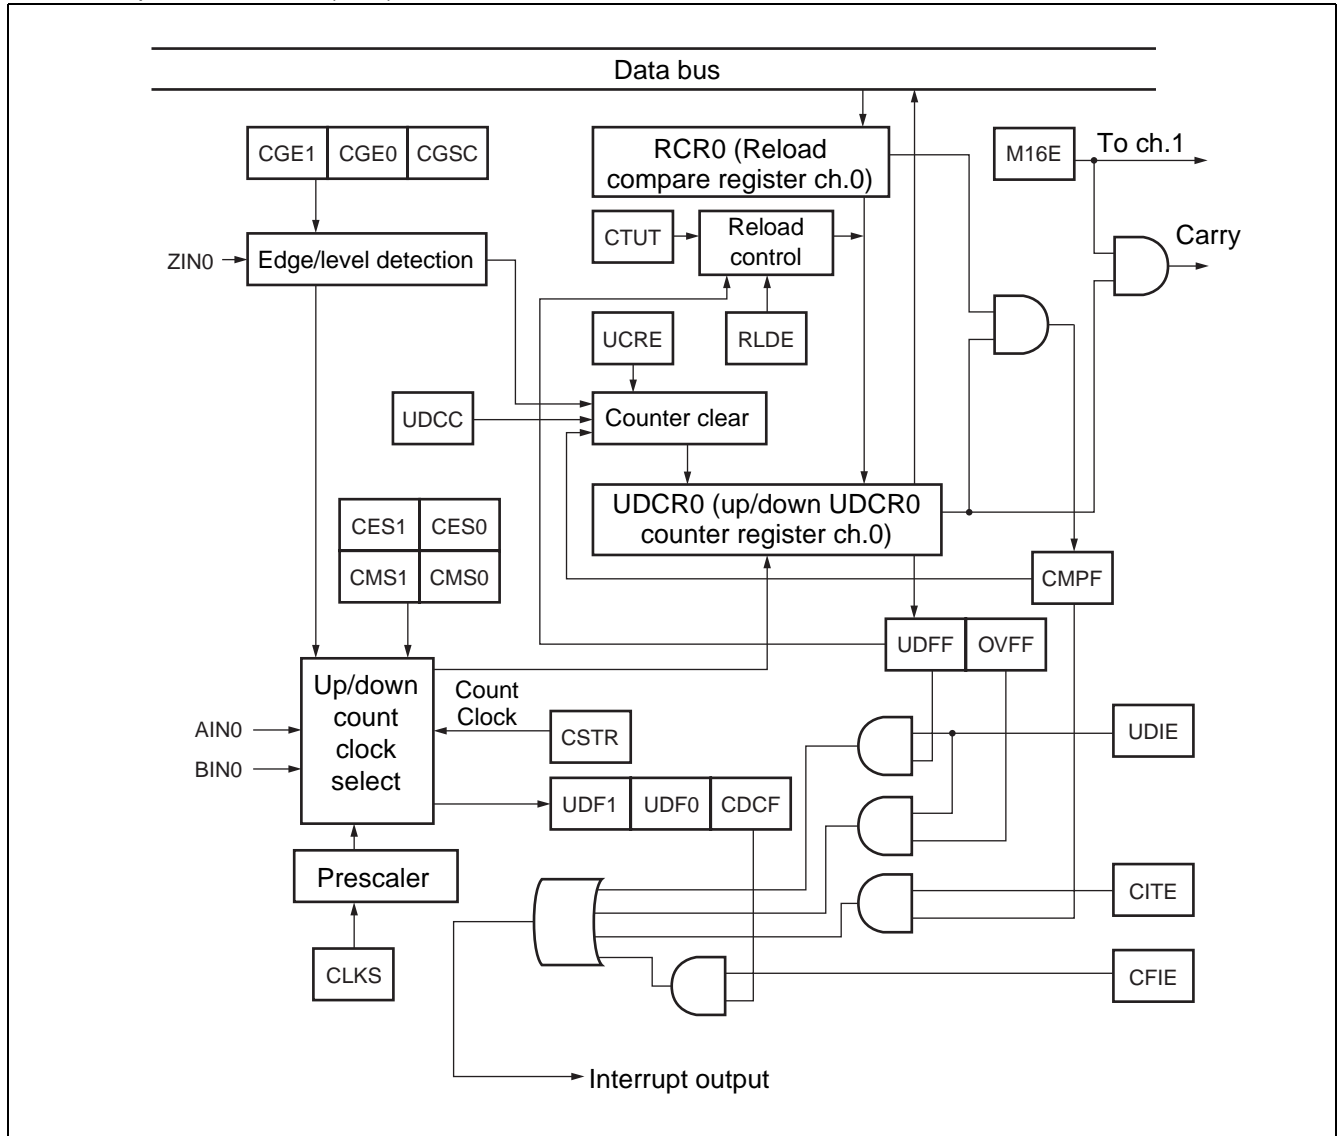 Data bus
CGE1 CGE0 CGSC
RCR0 (Reload
compare register ch.0)
M16E
To ch.1
CTUT
Reload
control
Carry
ZIN0
Edge/level detection
UCRE
RLDE
UDCC
Counter clear
UDCR0 (up/down UDCR0
counter register ch.0)
CES1 CES0
CMS1 CMS0
CMPF
UDFF OVFF
Up/down
count
clock
select
Count
Clock
AIN0
BIN0
CSTR
UDIE
UDF1 UDF0 CDCF
Prescaler
CITE
CLKS
CFIE
Interrupt output